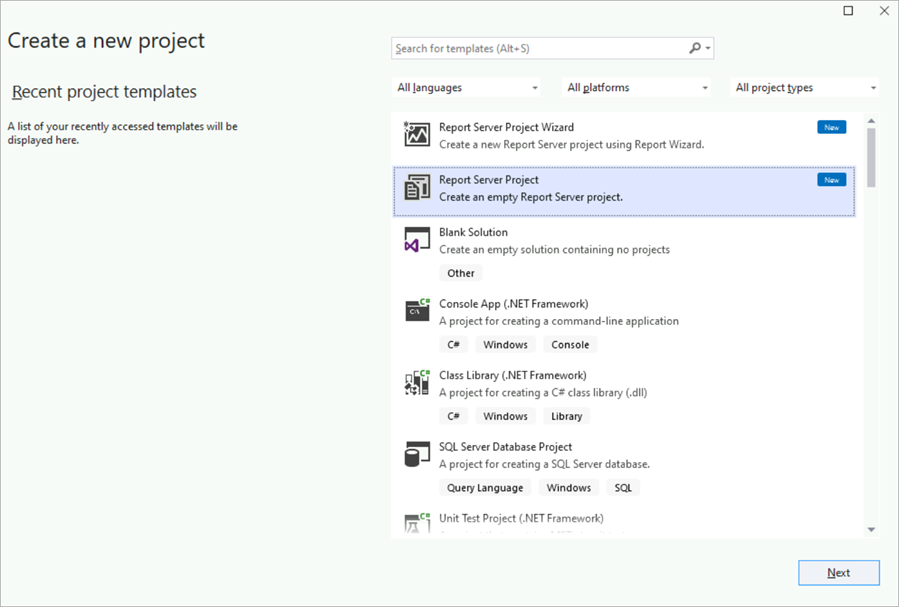 Create a new project
Recent project templates
A list of your recently accessed templates will be
displayed here.
Search for templates (Alt+S)
All languages
All platforms
All project types
Report Server Project Wizard
New
Create a new Report Server project using Report Wizard.
Report Server Project
New
Create an empty Report Server project.
Blank Solution
Create an empty solution containing no projects
Other
Console App (.NET Framework)
A project for creating a command-line application
C# Windows Console
Class Library (.NET Framework)
A project for creating a C# class library (.dll)
C# Windows Library
SQL Server Database Project
A project for creating a SQL Server database.
Query Language Windows SQL
Unit Test Project (.NET Framework)
Next